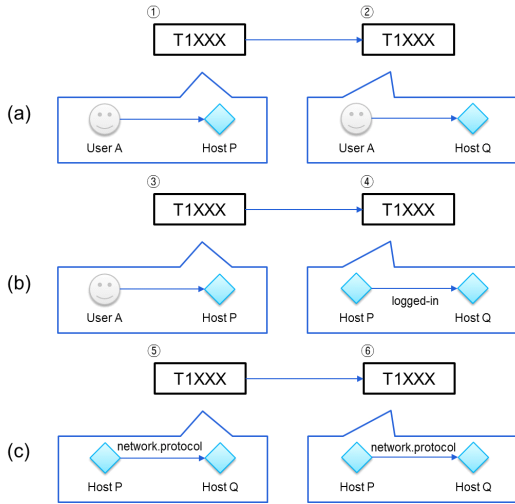 ① ②
T1XXX T1XXX
(a)
User A Host P User A Host Q
③ ④
T1XXX T1XXX
(b)
User A Host P Host P logged-in Host Q
⑤ ⑥
T1XXX T1XXX
(c)
network.protocol network.protocol
Host P Host Q Host P Host Q